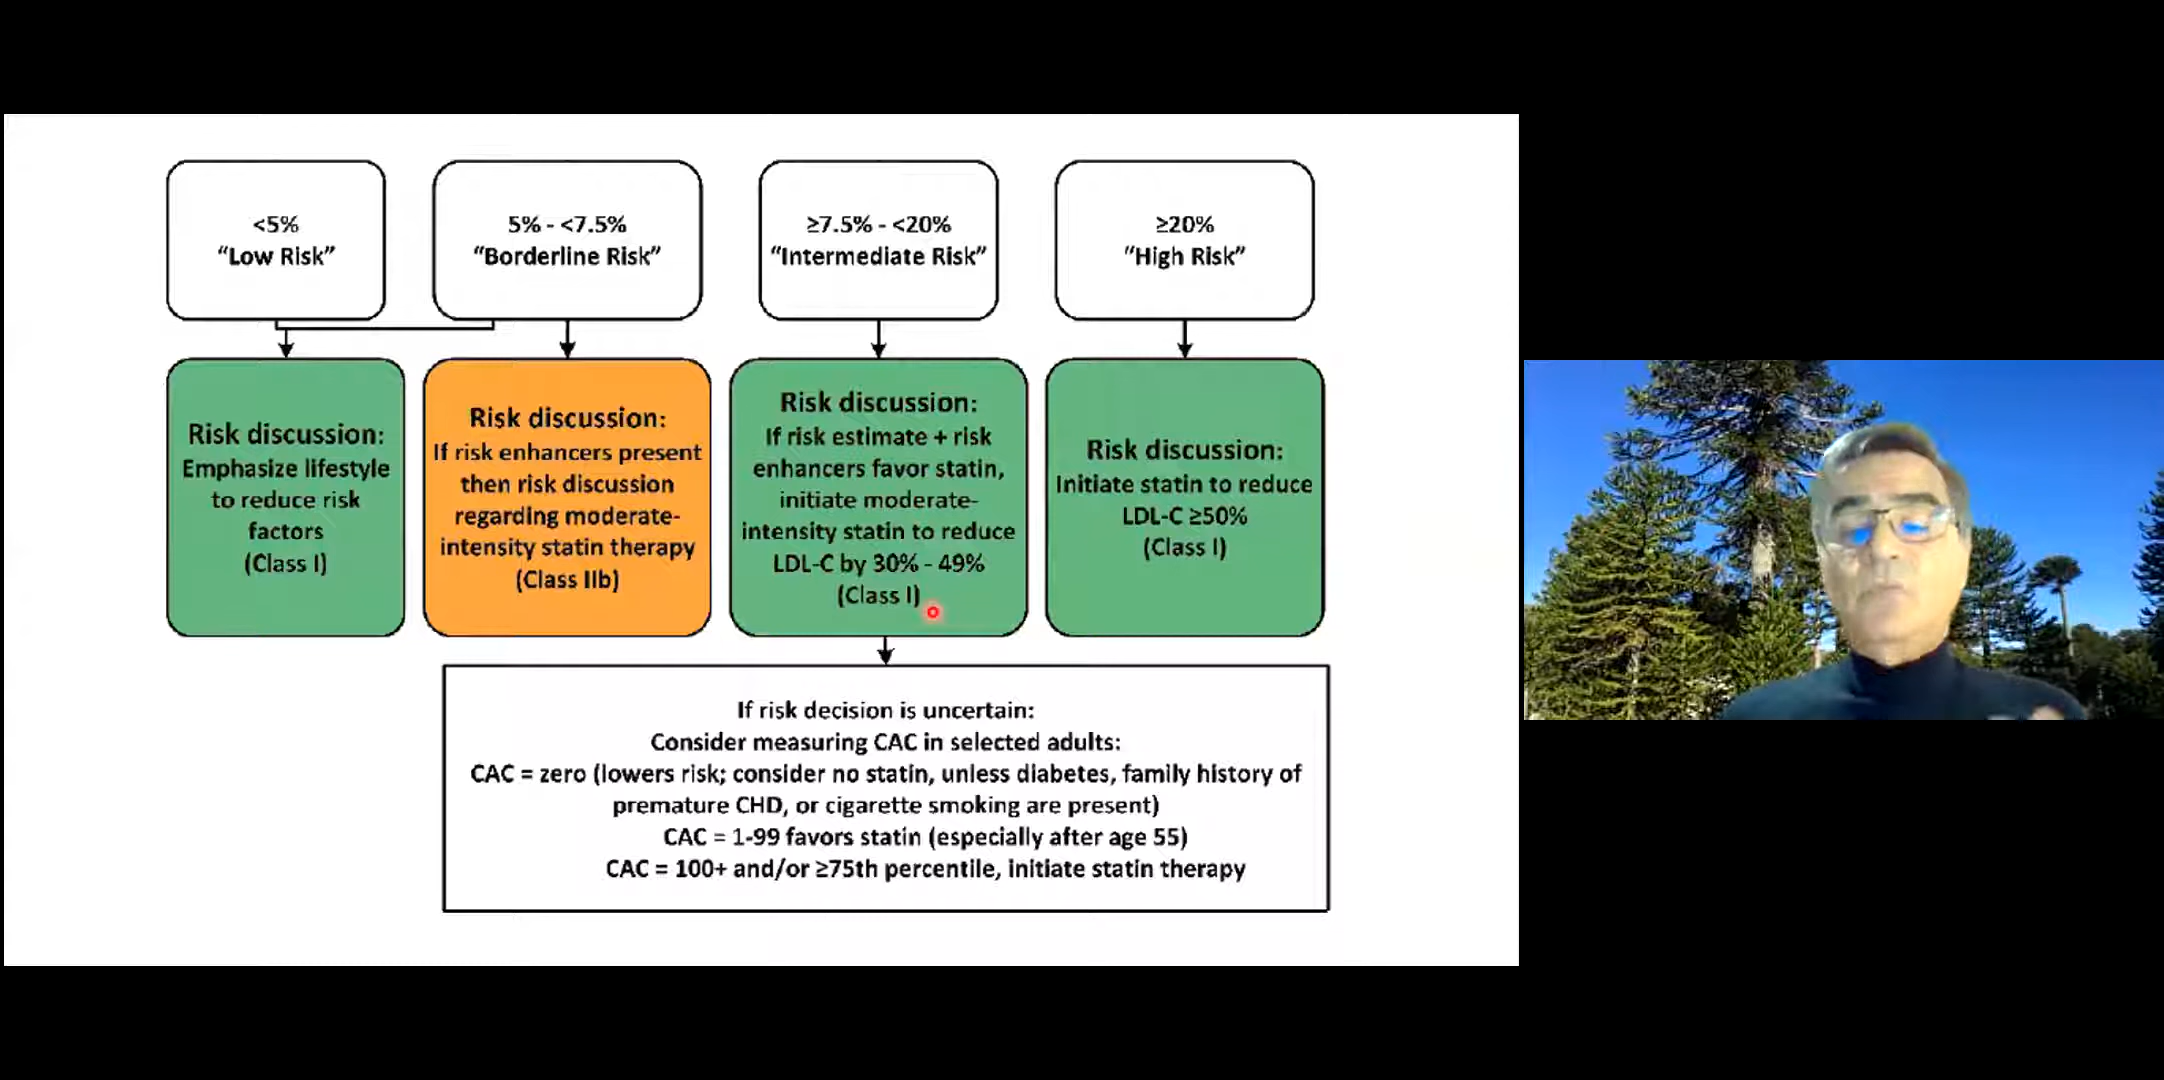 <5%
“Low Risk”
5% - <7.5%
“Borderline Risk”
≥7.5% - <20%
“Intermediate Risk”
≥20%
“High Risk”
Risk discussion:
Emphasize lifestyle
to reduce risk
factors
(Class I)
Risk discussion:
If risk enhancers present
then risk discussion
regarding moderate-
intensity statin therapy
(Class IIb)
Risk discussion:
If risk estimate + risk
enhancers favor statin,
initiate moderate-
intensity statin to reduce
LDL-C by 30% - 49%
(Class I)
Risk discussion:
Initiate statin to reduce
LDL-C ≥50%
(Class I)
If risk decision is uncertain:
Consider measuring CAC in selected adults:
CAC = zero (lowers risk; consider no statin, unless diabetes, family history of
premature CHD, or cigarette smoking are present)
CAC = 1-99 favors statin (especially after age 55)
CAC = 100+ and/or ≥75th percentile, initiate statin therapy